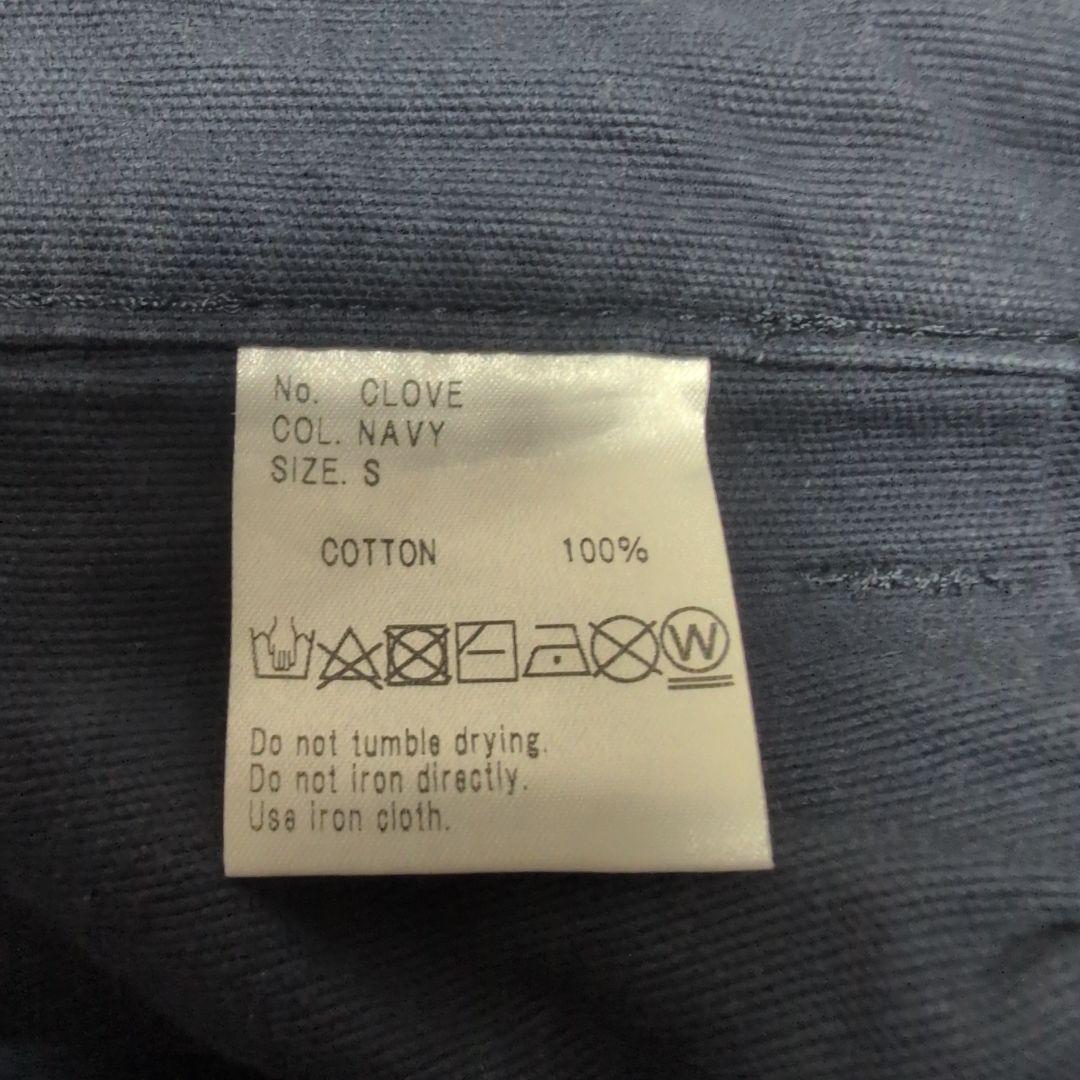 No. CLOVE
COL. NAVY
SIZE. S
COTTON 100%
W
Do not tumble drying.
Do not iron directly.
Use iron cloth.